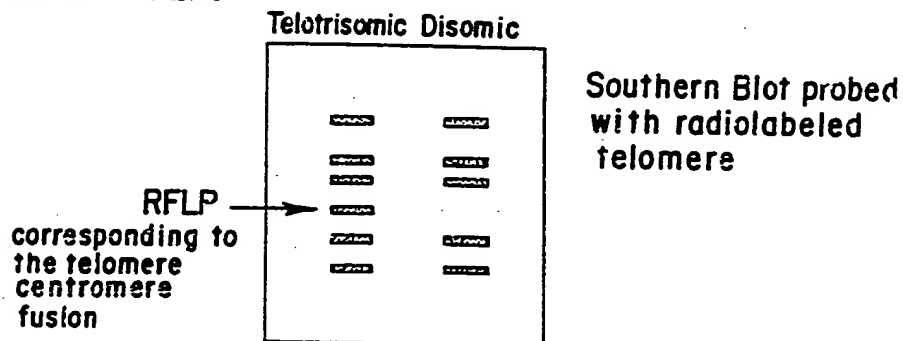 Telotrisomic Disomic
Southern Blot probed
with radiolabeled
telomere
RFLP
corresponding to
the telomere
centromere
fusion